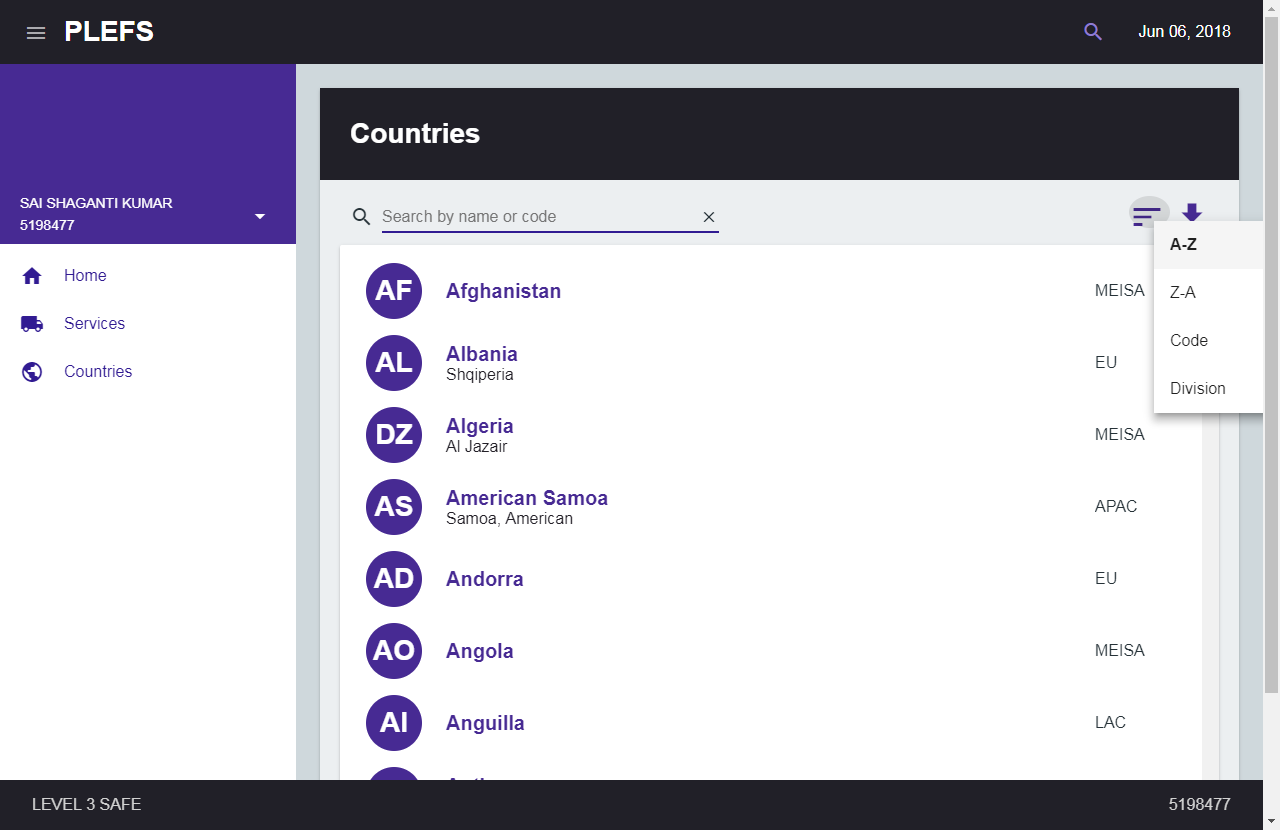 PLEFS
Jun 06, 2018
SAI SHAGANTI KUMAR
5198477
Home
Services
Countries
Countries
Search by name or code
A-Z
Z-A
Code
Division
AF Afghanistan MEISA
AL Albania EU
Shqiperia
DZ Algeria MEISA
Al Jazair
AS American Samoa APAC
Samoa, American
AD Andorra EU
AO Angola MEISA
AI Anguilla LAC
LEVEL 3 SAFE
5198477